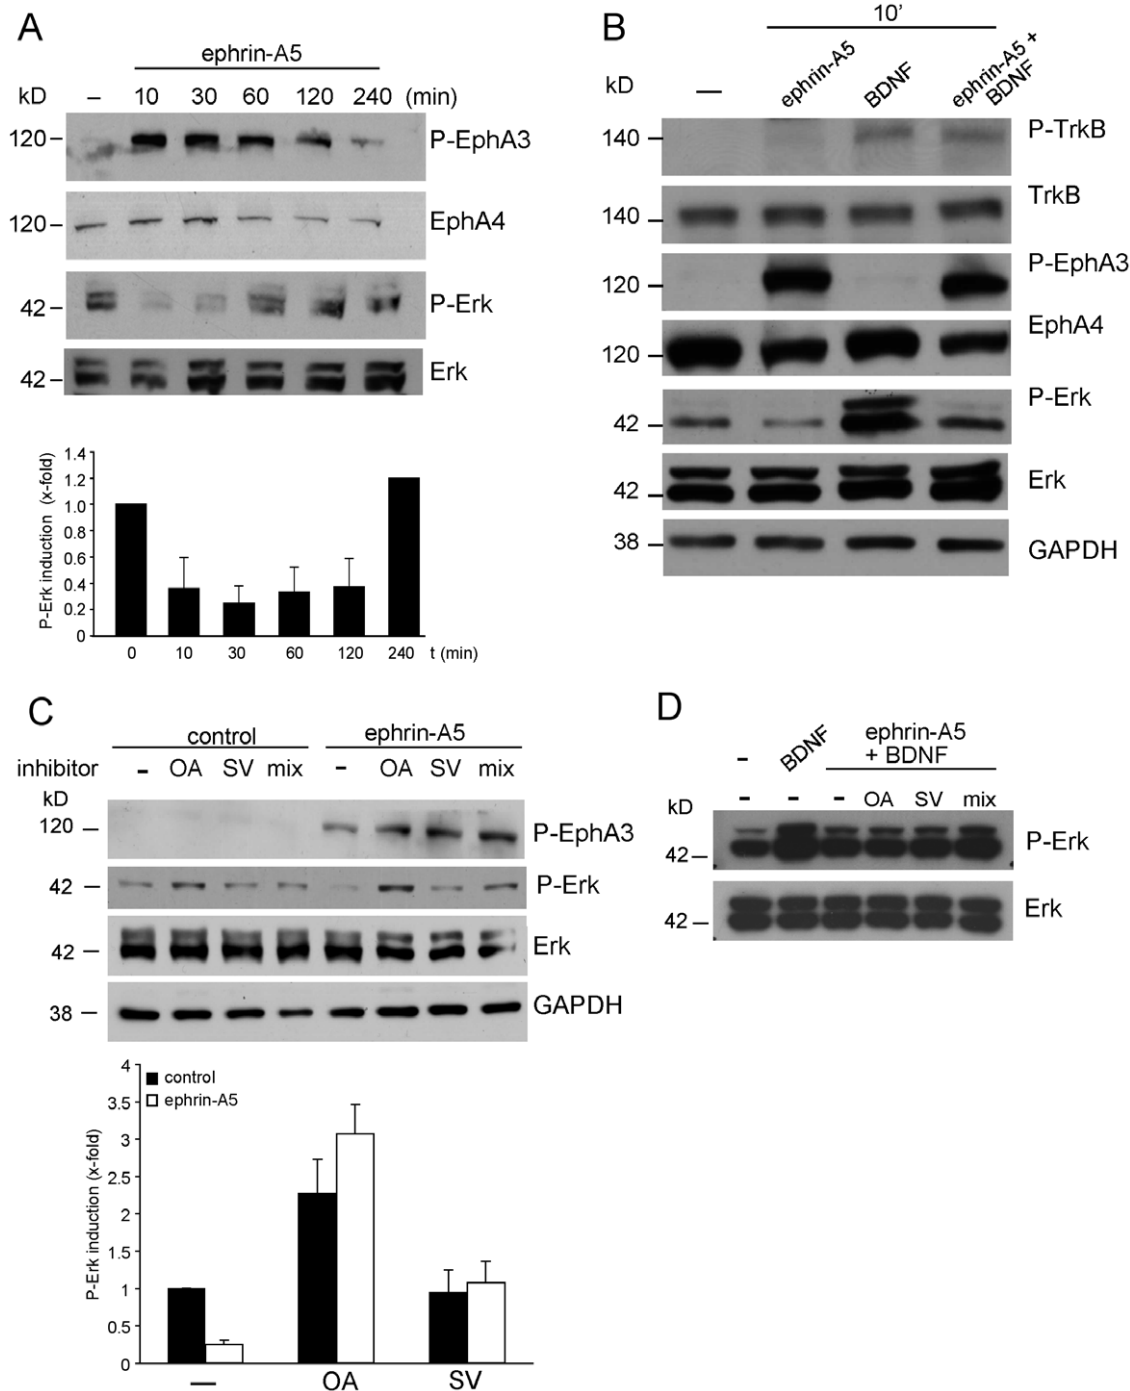 A
ephrin-A5
kD – 10 30 60 120 240 (min)
120 – P-EphA3
120 – EphA4
42 – P-Erk
42 – Erk
P-Erk induction (x-fold)
1.4
1.2
1.0
0.8
0.6
0.4
0.2
0
0 10 30 60 120 240 t (min)
B
10'
kD — ephrin-A5 BDNF ephrin-A5 + BDNF
140 – P-TrkB
140 – TrkB
120 – P-EphA3
120 – EphA4
42 – P-Erk
42 – Erk
38 – GAPDH
C
control ephrin-A5
inhibitor - OA SV mix - OA SV mix
kD
120 – P-EphA3
42 – P-Erk
42 – Erk
38 – GAPDH
P-Erk induction (x-fold)
4
3.5
3
2.5
2
1.5
1
0.5
0
control
ephrin-A5
— OA SV
D
- BDNF ephrin-A5
+ BDNF
kD - - - OA SV mix
42 – P-Erk
42 – Erk